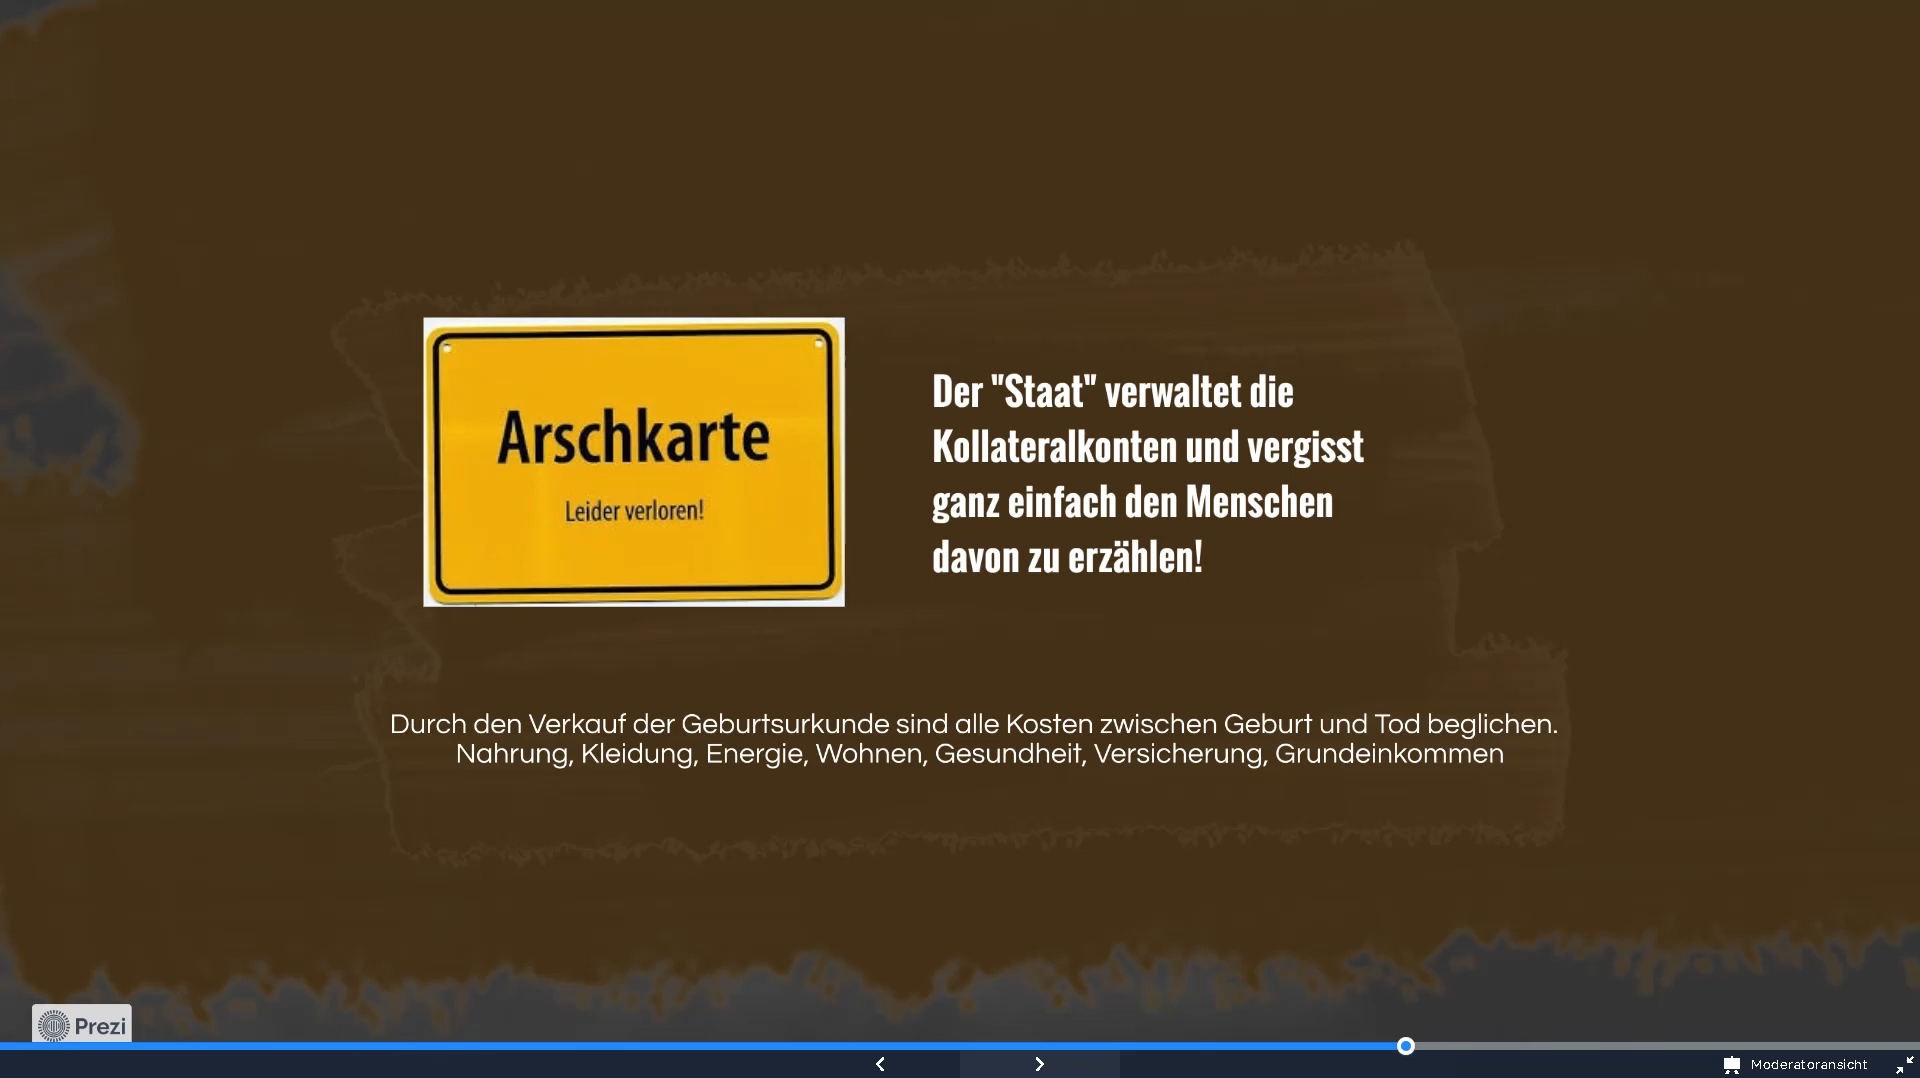 Arschkarte
Leider verloren!
Der "Staat" verwaltet die
Kollateralkonten und vergisst
ganz einfach den Menschen
davon zu erzählen!
Durch den Verkauf der Geburtsurkunde sind alle Kosten zwischen Geburt und Tod beglichen.
Nahrung, Kleidung, Energie, Wohnen, Gesundheit, Versicherung, Grundeinkommen
Prezi
Moderatoransicht